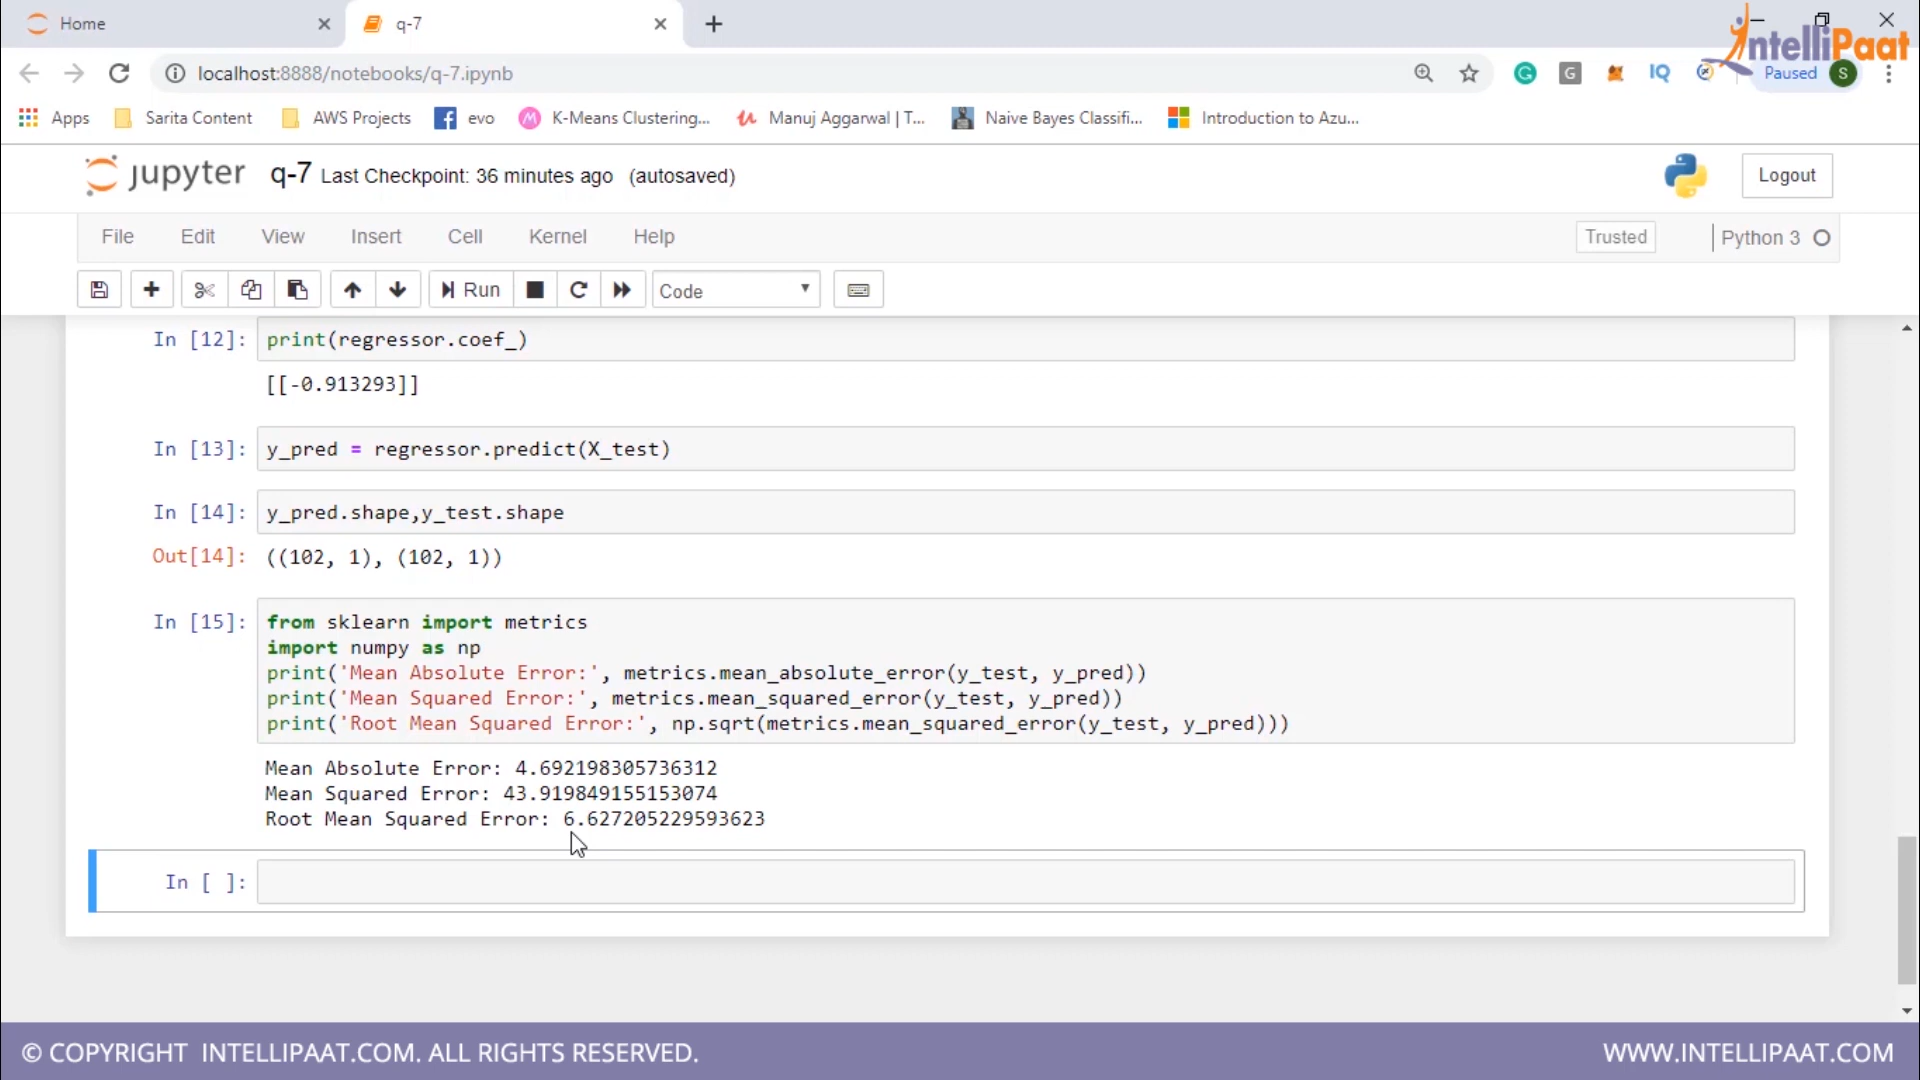 Home
q-7
IntelliPaat
localhost:8888/notebooks/q-7.ipynb
G
IQ
Paused
S
Apps
Sarita Content
AWS Projects
evo
M
K-Means Clustering...
Manuj Aggarwal | T...
Naive Bayes Classifi...
Introduction to Azu...
jupyter
q-7 Last Checkpoint: 36 minutes ago (autosaved)
Logout
File Edit View Insert Cell Kernel Help
Trusted
Python 3
Run
Code
In [12]: print(regressor.coef_)
[[-0.913293]]
In [13]: y_pred = regressor.predict(X_test)
In [14]: y_pred.shape,y_test.shape
Out[14]: ((102, 1), (102, 1))
In [15]: from sklearn import metrics
import numpy as np
print('Mean Absolute Error:', metrics.mean_absolute_error(y_test, y_pred))
print('Mean Squared Error:', metrics.mean_squared_error(y_test, y_pred))
print('Root Mean Squared Error:', np.sqrt(metrics.mean_squared_error(y_test, y_pred)))
Mean Absolute Error: 4.692198305736312
Mean Squared Error: 43.919849155153074
Root Mean Squared Error: 6.627205229593623
In [ ]:
© COPYRIGHT INTELLIPAAT.COM. ALL RIGHTS RESERVED.
WWW.INTELLIPAAT.COM